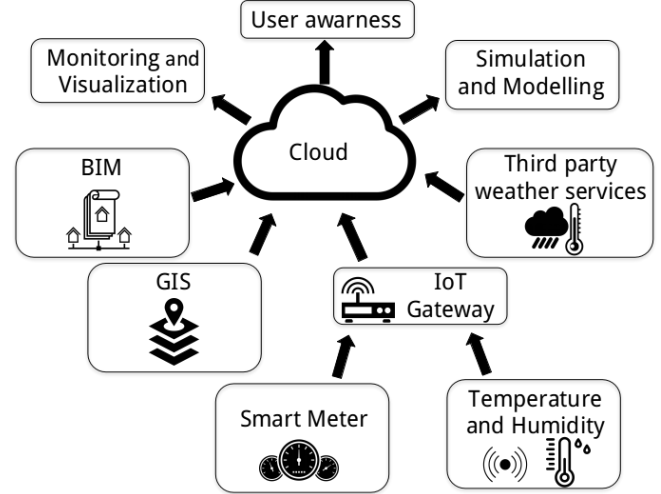 User awarness
Monitoring and
Visualization
Simulation
and Modelling
Cloud
BIM
Third party
weather services
GIS
IoT
Gateway
Smart Meter
Temperature
and Humidity